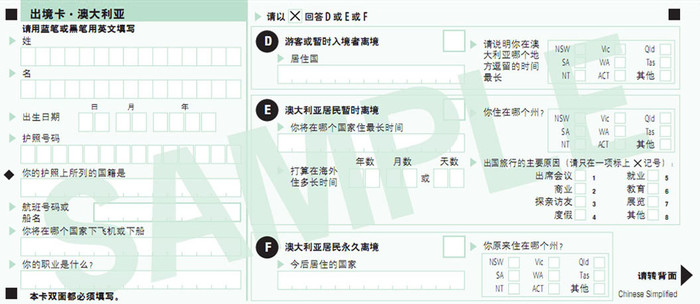 出境卡·澳大利亚
请用蓝笔或黑笔用英文填写
姓
名
日 月 年
出生日期
护照号码
你的护照上所列的国籍是
航班号码或
船名
你将在哪个国家下飞机或下船
你的职业是什么?
本卡双面都必须填写。
请以 X 回答D或E或F
D 游客或暂时入境者离境
居住国
请说明你在澳
大利亚哪个地
方逗留的时间
最长
NSW Vic Qld
SA WA Tas
NT ACT 其他
E 澳大利亚居民暂时离境
你将在哪个国家住最长时间
打算在海外
住多长时间
年数 月数 或 天数
你住在哪个州?
NSW Vic Qld
SA WA Tas
NT ACT 其他
出国旅行的主要原因(请只在一项标上 X 记号):
出席会议 1 就业 5
商业 2 教育 6
探亲访友 3 展览 7
度假 4 其他 8
F 澳大利亚居民永久离境
今后居住的国家
你原来住在哪个州?
NSW Vic Qld
SA WA Tas
NT ACT 其他
请转背面
Chinese Simplified
SAMPLE